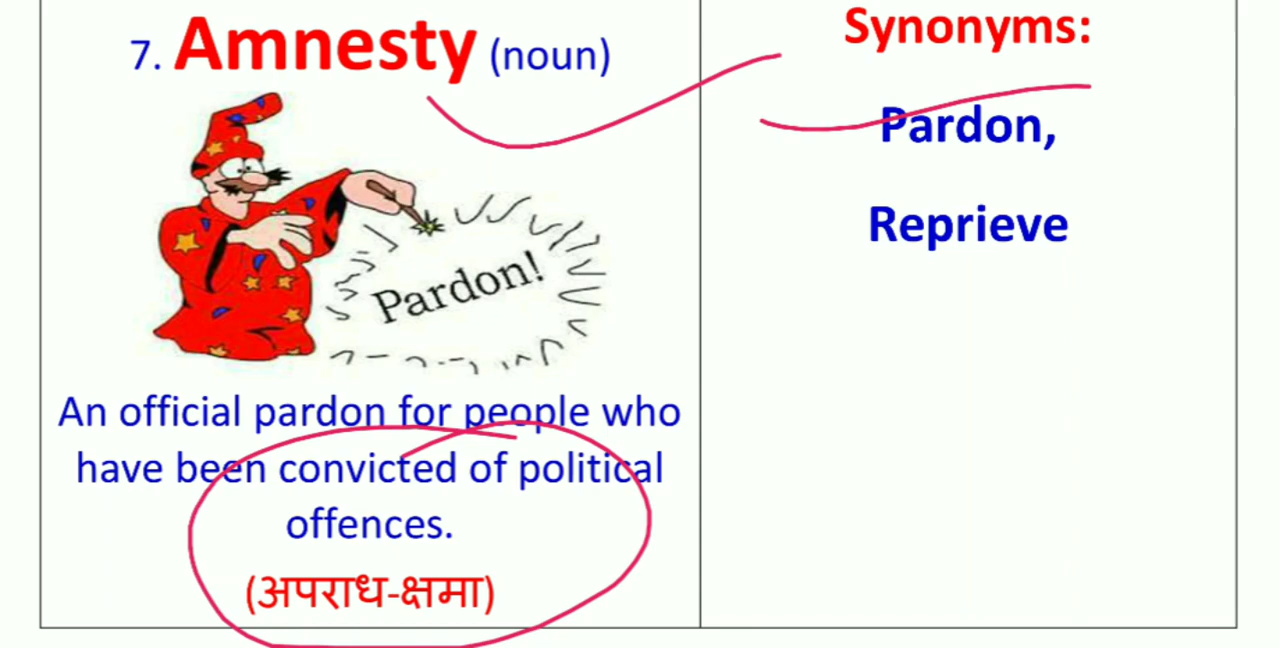 7. Amnesty (noun)
Pardon!
An official pardon for people who
have been convicted of political
offences.
(अपराध-क्षमा)
Synonyms:
Pardon,
Reprieve